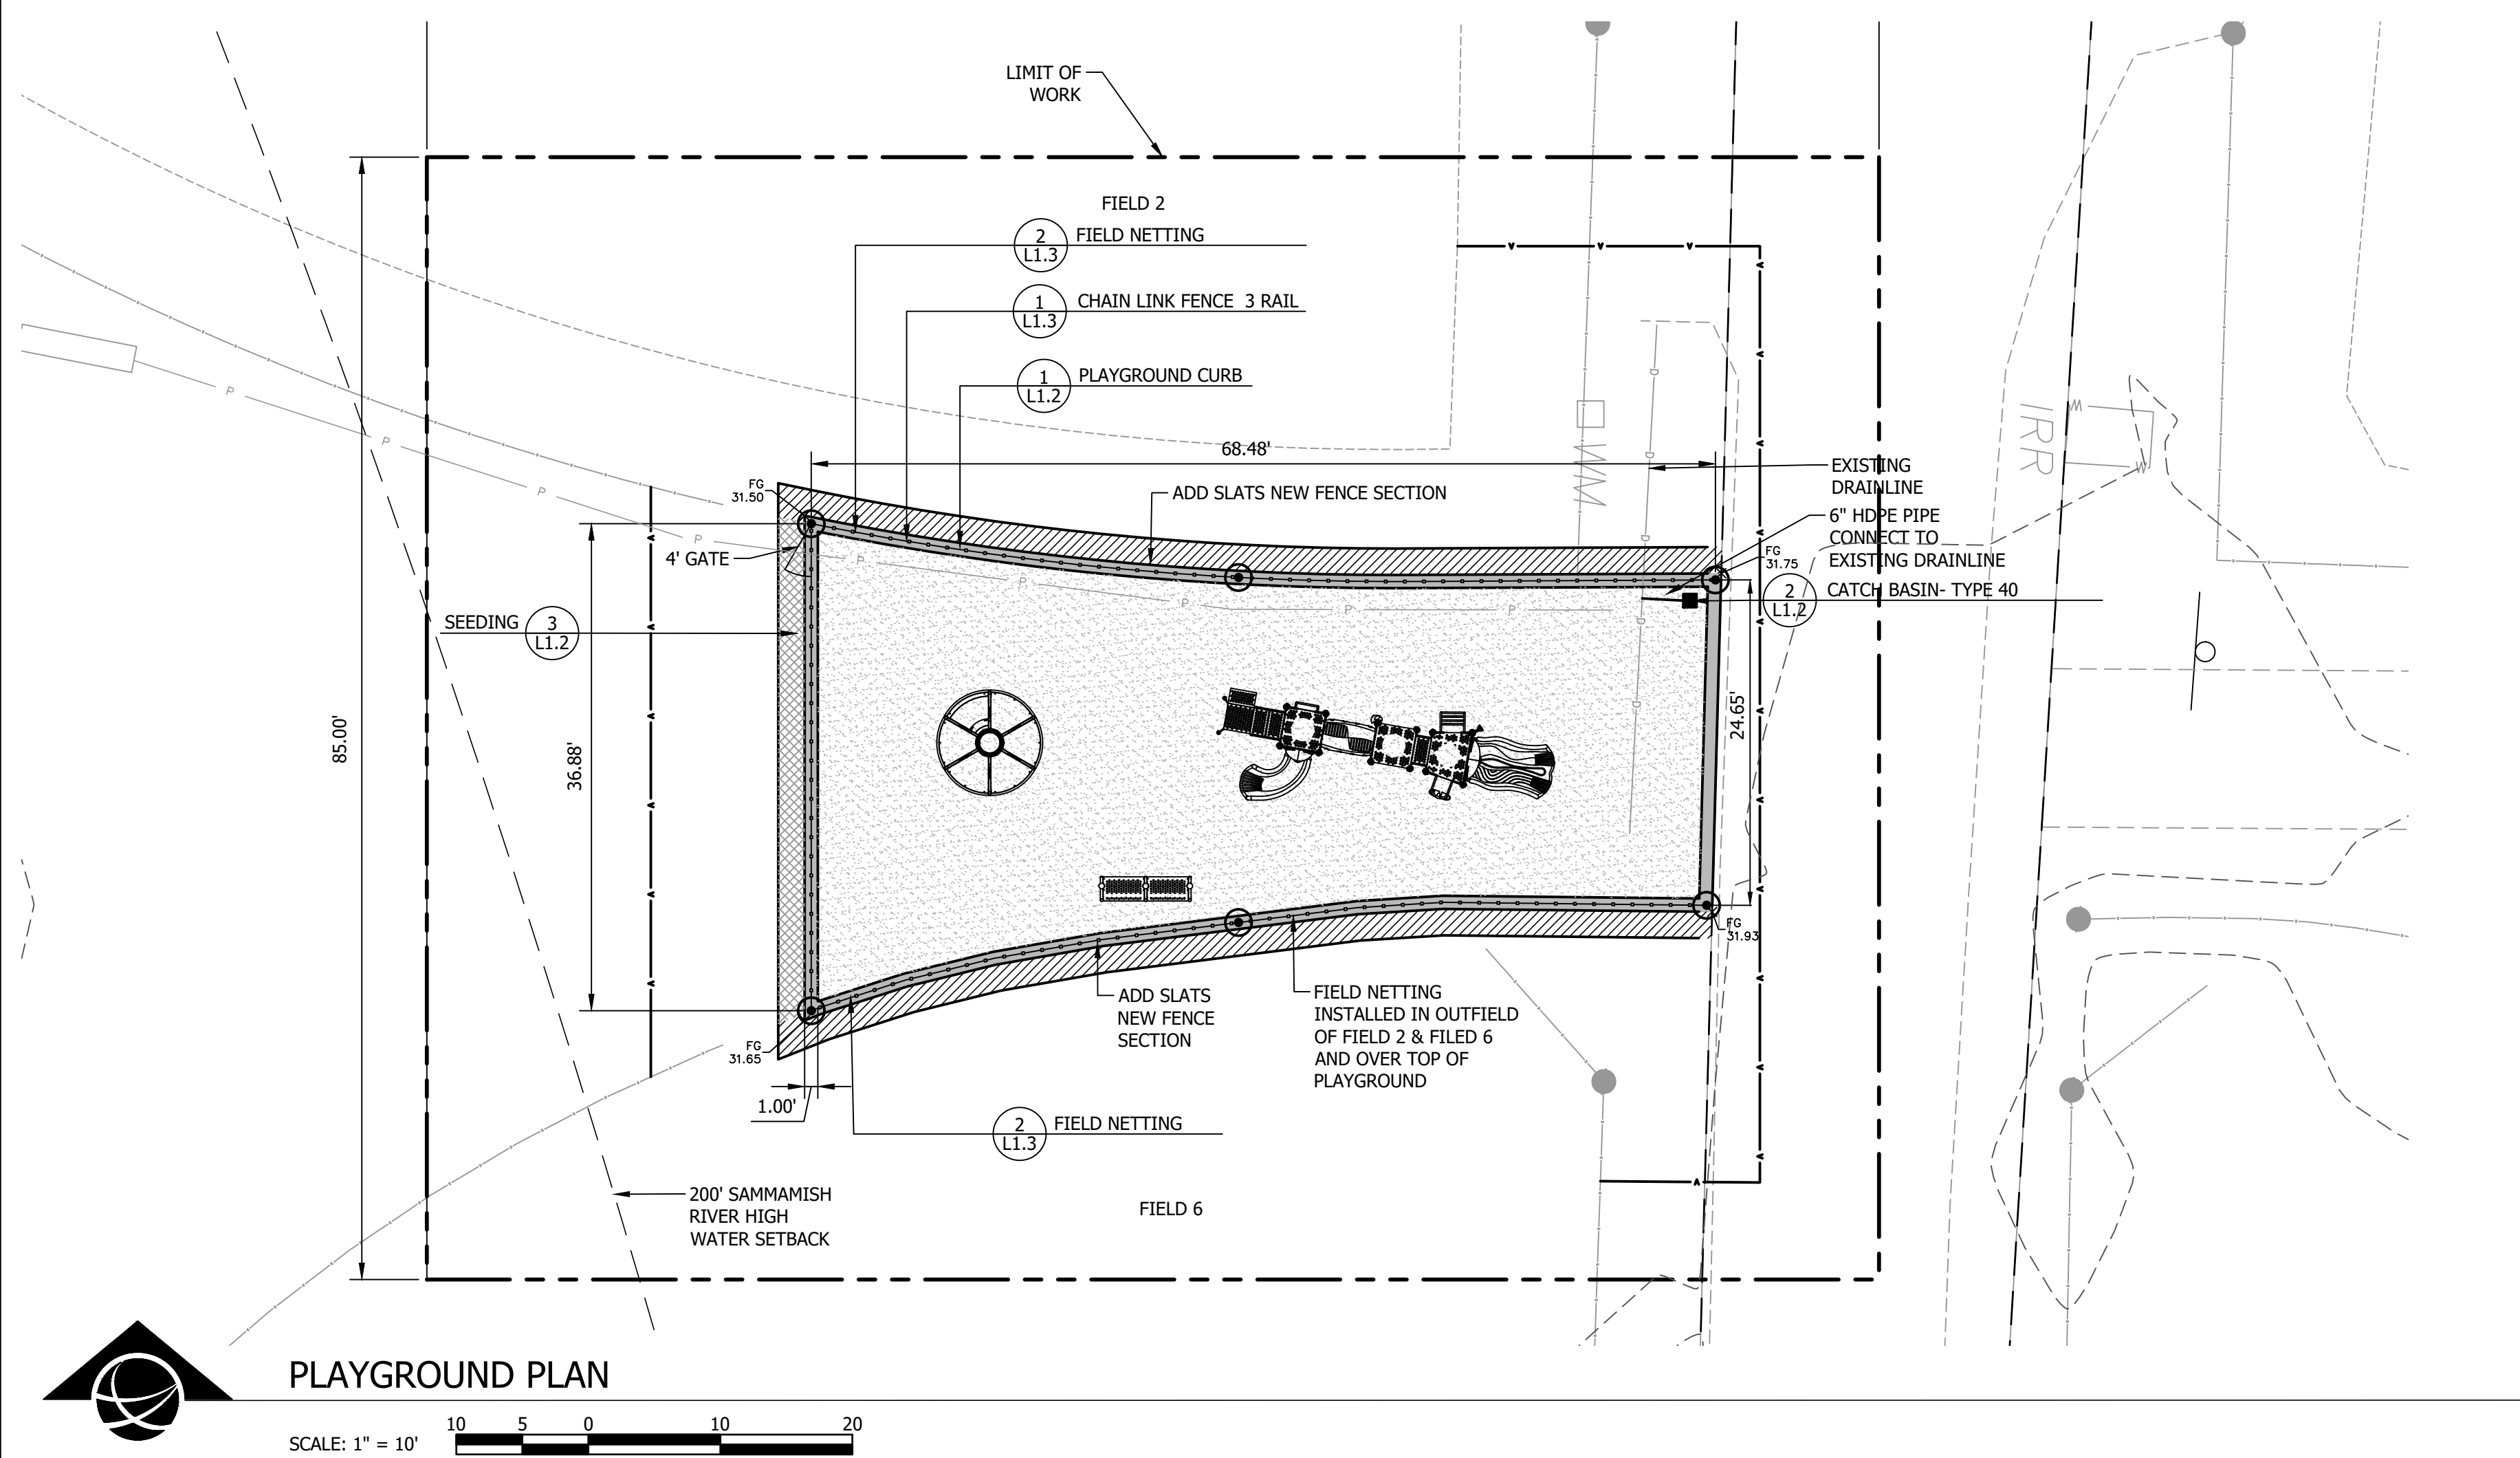 LIMIT OF
WORK
FIELD 2
2
L1.3
FIELD NETTING
1
L1.3
CHAIN LINK FENCE  3 RAIL
1
L1.2
PLAYGROUND CURB
68.48'
FG
31.50
ADD SLATS NEW FENCE SECTION
EXISTING
DRAINLINE
6" HDPE PIPE
CONNECT TO
EXISTING DRAINLINE
FG
31.75
4' GATE
2
L1.2
CATCH BASIN- TYPE 40
SEEDING
3
L1.2
IRR
W
W
P
P
P
P
P
P
P
P
P
D
D
D
D
D
WW
85.00'
36.88'
24.65'
FG
31.93
FG
31.65
1.00'
ADD SLATS
NEW FENCE
SECTION
FIELD NETTING
INSTALLED IN OUTFIELD
OF FIELD 2 & FILED 6
AND OVER TOP OF
PLAYGROUND
2
L1.3
FIELD NETTING
200' SAMMAMISH
RIVER HIGH
WATER SETBACK
FIELD 6
PLAYGROUND PLAN
SCALE: 1" = 10'
10 5 0 10 20